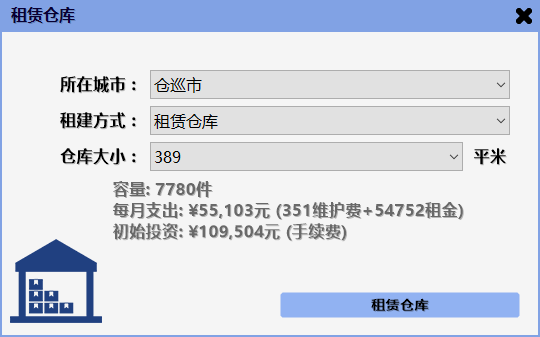 租赁仓库
所在城市： 仓巡市
租建方式： 租赁仓库
仓库大小： 389 平米
容量: 7780件
每月支出: ¥55,103元 (351维护费+54752租金)
初始投资: ¥109,504元 (手续费)
租赁仓库